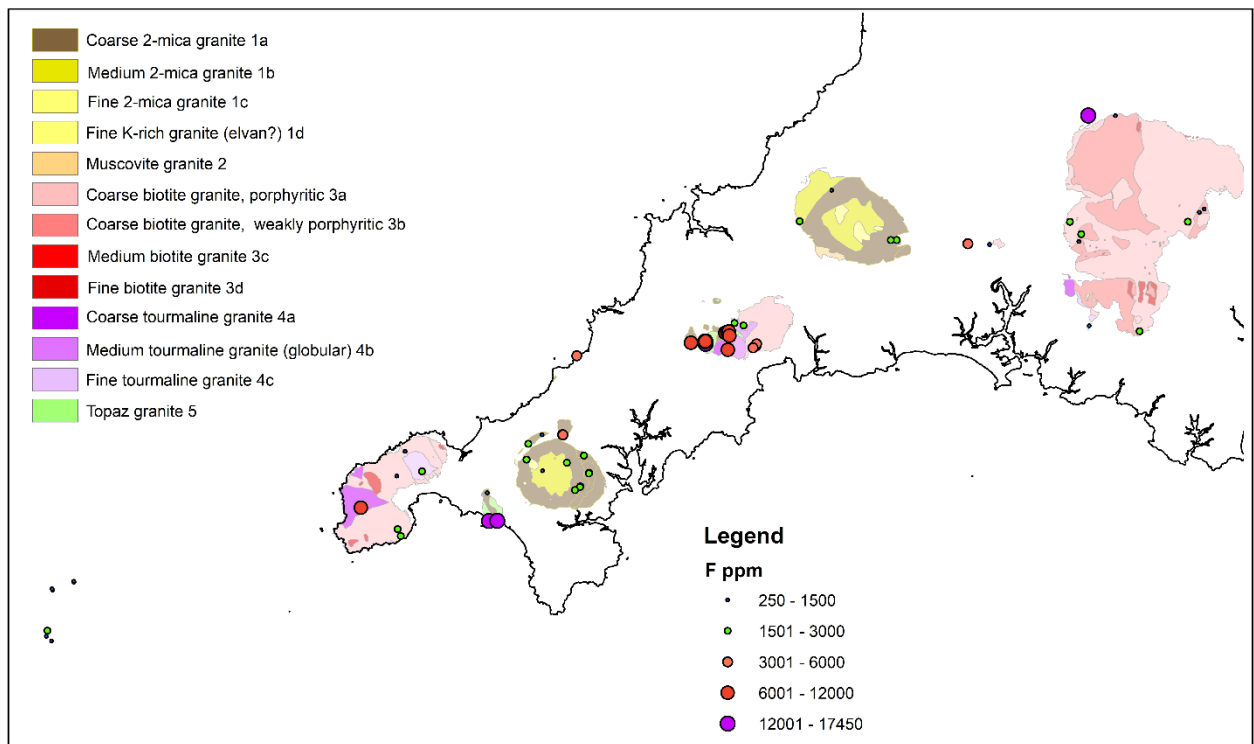 Coarse 2-mica granite 1a
Medium 2-mica granite 1b
Fine 2-mica granite 1c
Fine K-rich granite (elvan?) 1d
Muscovite granite 2
Coarse biotite granite, porphyritic 3a
Coarse biotite granite, weakly porphyritic 3b
Medium biotite granite 3c
Fine biotite granite 3d
Coarse tourmaline granite 4a
Medium tourmaline granite (globular) 4b
Fine tourmaline granite 4c
Topaz granite 5
Legend
F ppm
250 - 1500
1501 - 3000
3001 - 6000
6001 - 12000
12001 - 17450